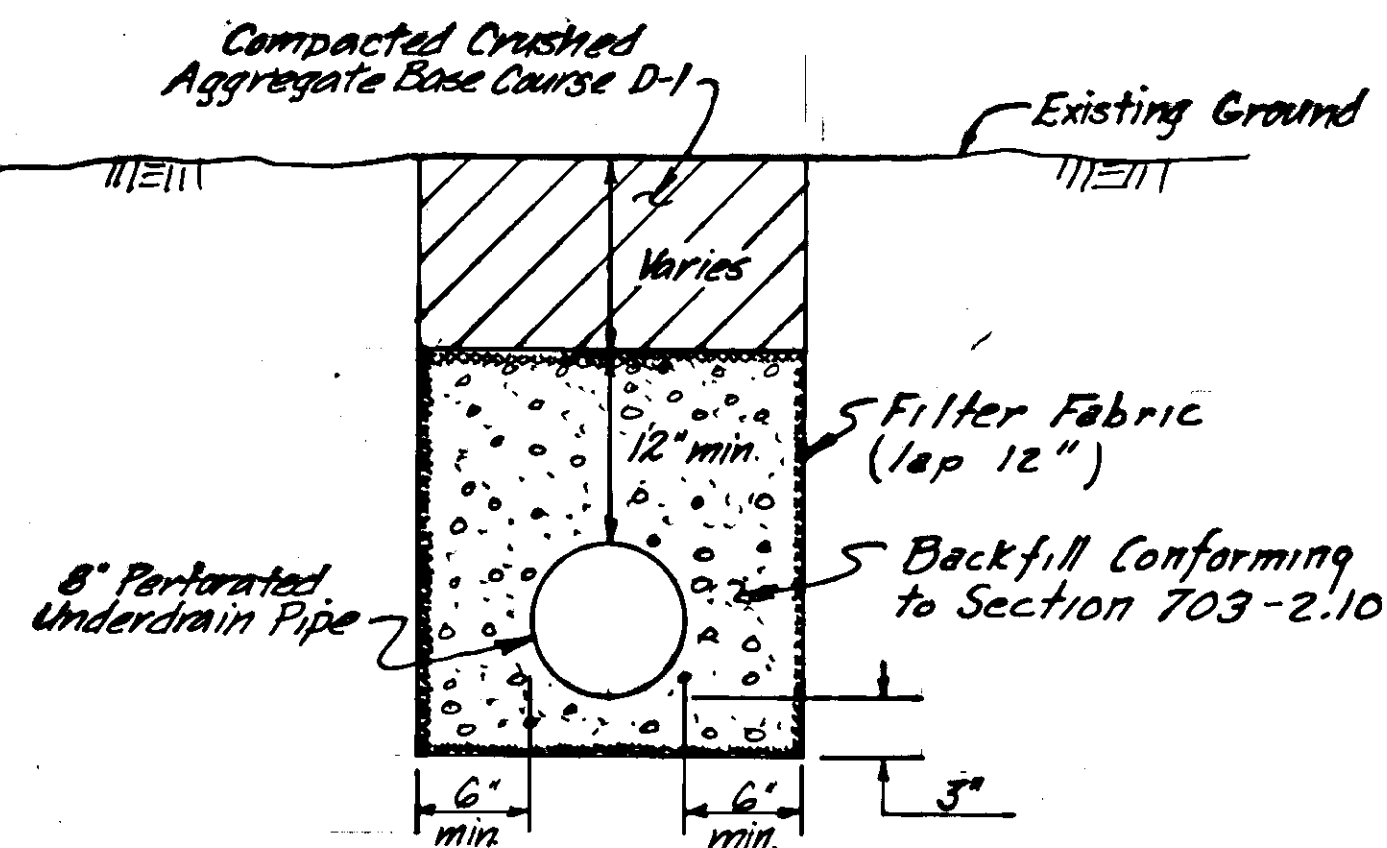 Compacted Crushed
Aggregate Base Course D-1
Existing Ground
Varies
Filter Fabric
(lap 12")
12" min.
Backfill Conforming
to Section 703-2.10
8" Perforated
Underdrain Pipe
6"
min.
6"
min.
3"